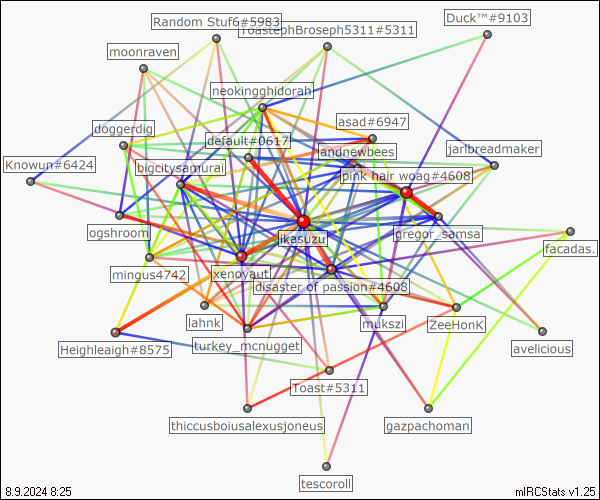 Duck™#9103
Random Stuf6#5983
ToastephBroseph5311#5311
moonraven
neokingghidorah
asad#6947
doggerdig
default#0617
landnewbees
jarlbreadmaker
Knowun#6424
bigcitysamurai
pink hair woag#4608
ogshroom
jikasuzu
gregor_samsa
facadas.
mingus4742
xenoyaut
disaster of passion#4608
lahnk
mukszi
ZeeHonK
turkey_mcnugget
Heighleaigh#8575
avelicious
Toast#5311
thiccusboiusalexusjoneus
gazpachoman
tescoroll
8.9.2024 8:25
mIRCStats v1.25